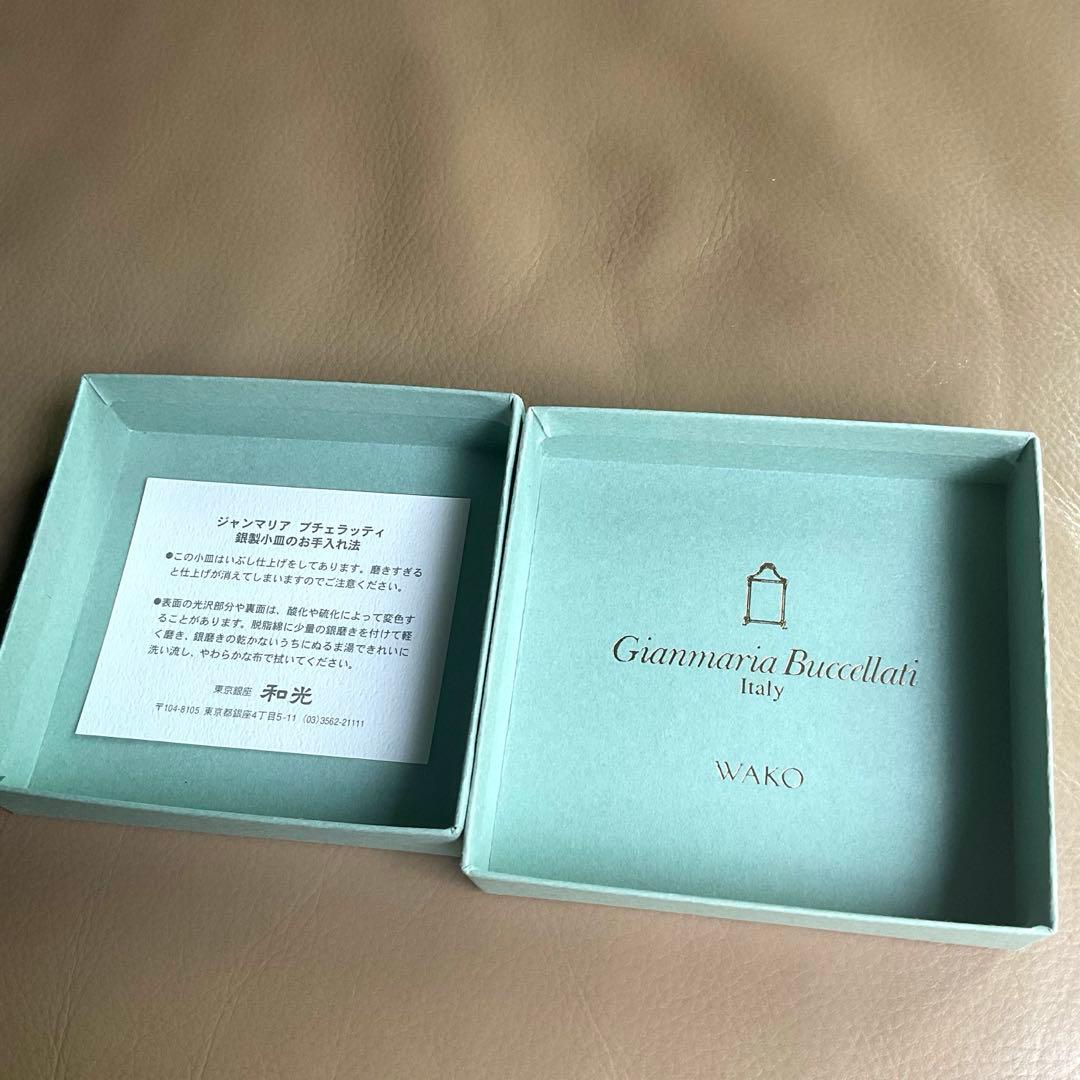 ジャンマリア ブチェラッティ
銀製小皿のお手入れ法
●この小皿はいぶし仕上げをしてあります。磨きすぎる
と仕上げが消えてしまいますのでご注意ください。
●表面の光沢部分や裏面は、酸化や硫化によって変色す
ることがあります。脱脂綿に少量の銀磨きを付けて軽
く磨き、銀磨きの乾かないうちにぬるま湯できれいに
洗い流し、やわらかな布で拭いてください。
東京銀座 和光
〒104-8105 東京都銀座4丁目5-11 (03)3562-21111
Gianmaria Buccellati
Italy
WAKO